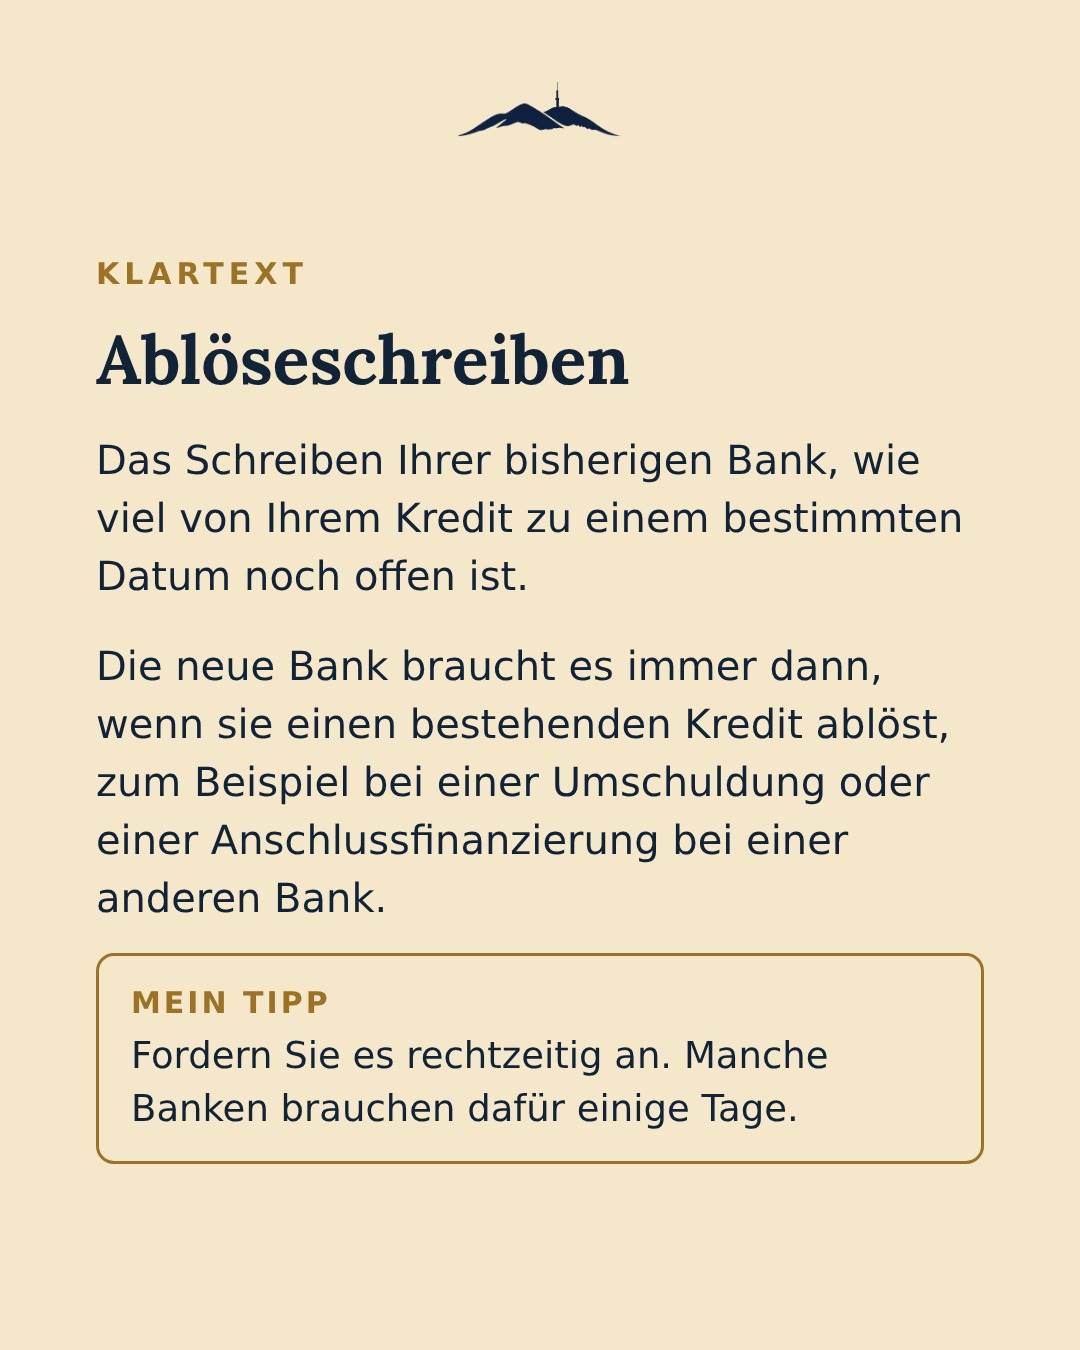 KLARTEXT
Ablöseschreiben
Das Schreiben Ihrer bisherigen Bank, wie
viel von Ihrem Kredit zu einem bestimmten
Datum noch offen ist.
Die neue Bank braucht es immer dann,
wenn sie einen bestehenden Kredit ablöst,
zum Beispiel bei einer Umschuldung oder
einer Anschlussfinanzierung bei einer
anderen Bank.
MEIN TIPP
Fordern Sie es rechtzeitig an. Manche
Banken brauchen dafür einige Tage.